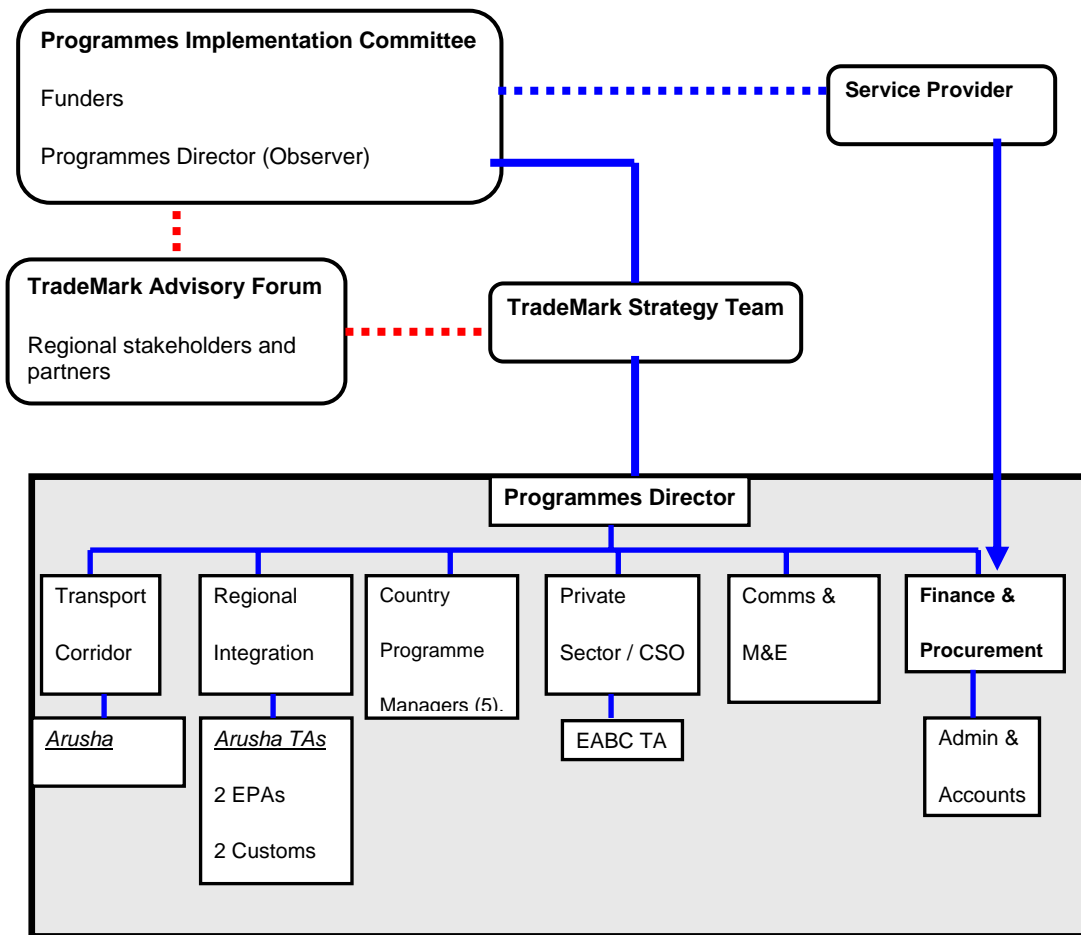 Programmes Implementation Committee
Funders
Programmes Director (Observer)
Service Provider
TradeMark Advisory Forum
Regional stakeholders and
partners
TradeMark Strategy Team
Programmes Director
Transport
Corridor
Regional
Integration
Country
Programme
Managers (5).
Private
Sector / CSO
Comms &
M&E
Finance &
Procurement
Arusha
Arusha TAs
2 EPAs
2 Customs
EABC TA
Admin &
Accounts